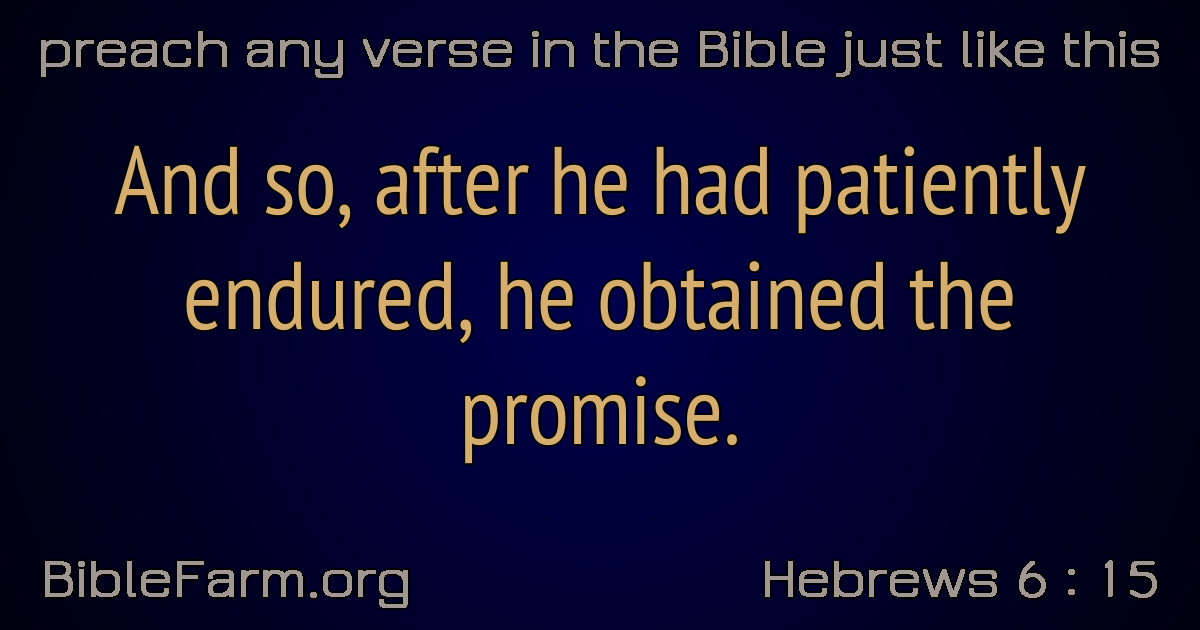 preach any verse in the Bible just like this
And so, after he had patiently
endured, he obtained the
promise.
BibleFarm.org
Hebrews 6 : 15